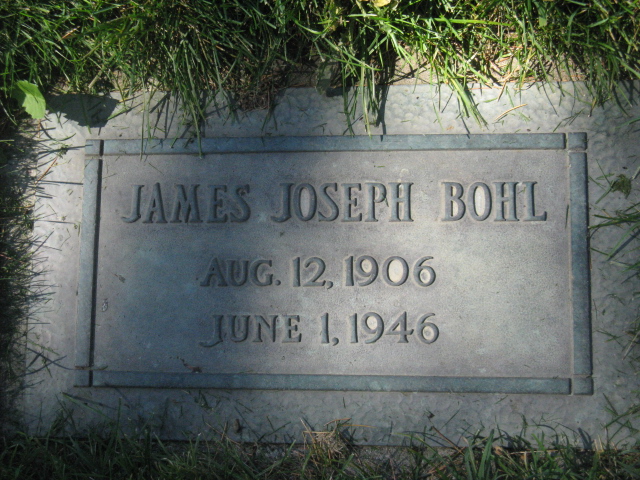 JAMES JOSEPH BOHL
AUG. 12, 1906
JUNE 1, 1946